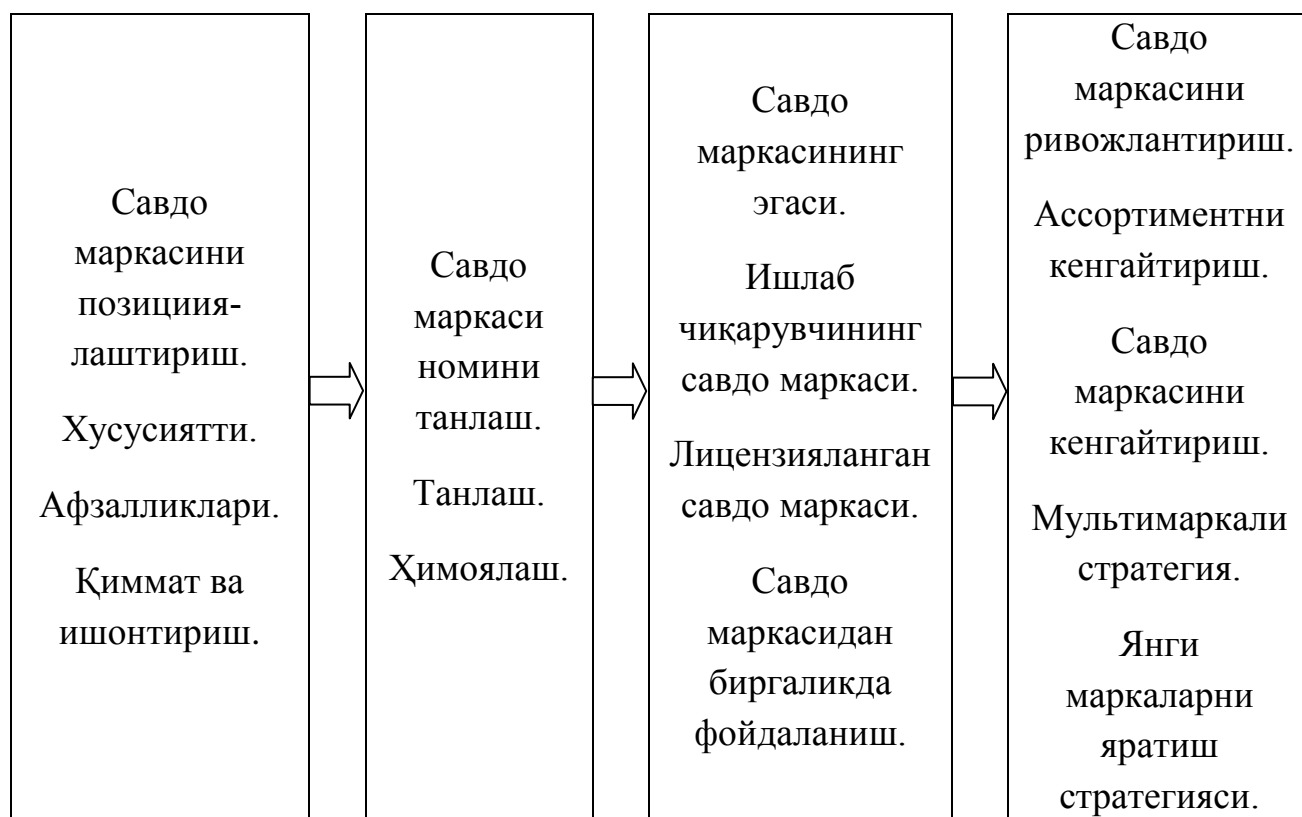 Савдо
маркасини
позициия-
лаштириш.
Хусусиятти.
Афзалликлари.
Қиммат ва
ишонтириш.
Савдо
маркаси
номини
танлаш.
Танлаш.
Ҳимоялаш.
Савдо
маркасининг
эгаси.
Ишлаб
чиқарувчининг
савдо маркаси.
Лицензияланган
савдо маркаси.
Савдо
маркасидан
биргаликда
фойдаланиш.
Савдо
маркасини
ривожлантириш.
Ассортиментни
кенгайтириш.
Савдо
маркасини
кенгайтириш.
Мультимаркали
стратегия.
Янги
маркаларни
яратиш
стратегияси.